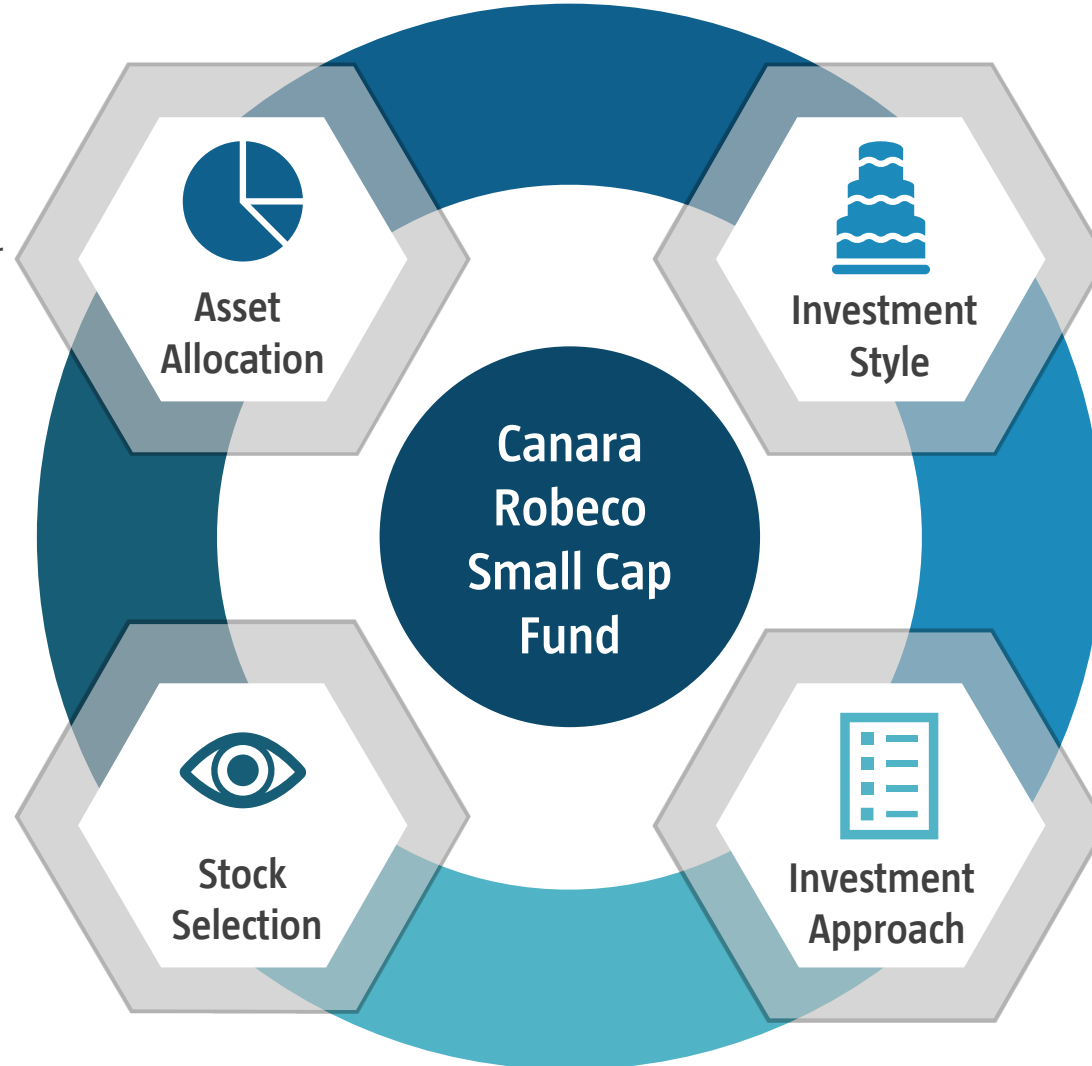 Asset
Allocation
Investment
Style
Canara
Robeco
Small Cap
Fund
Stock
Selection
Investment
Approach